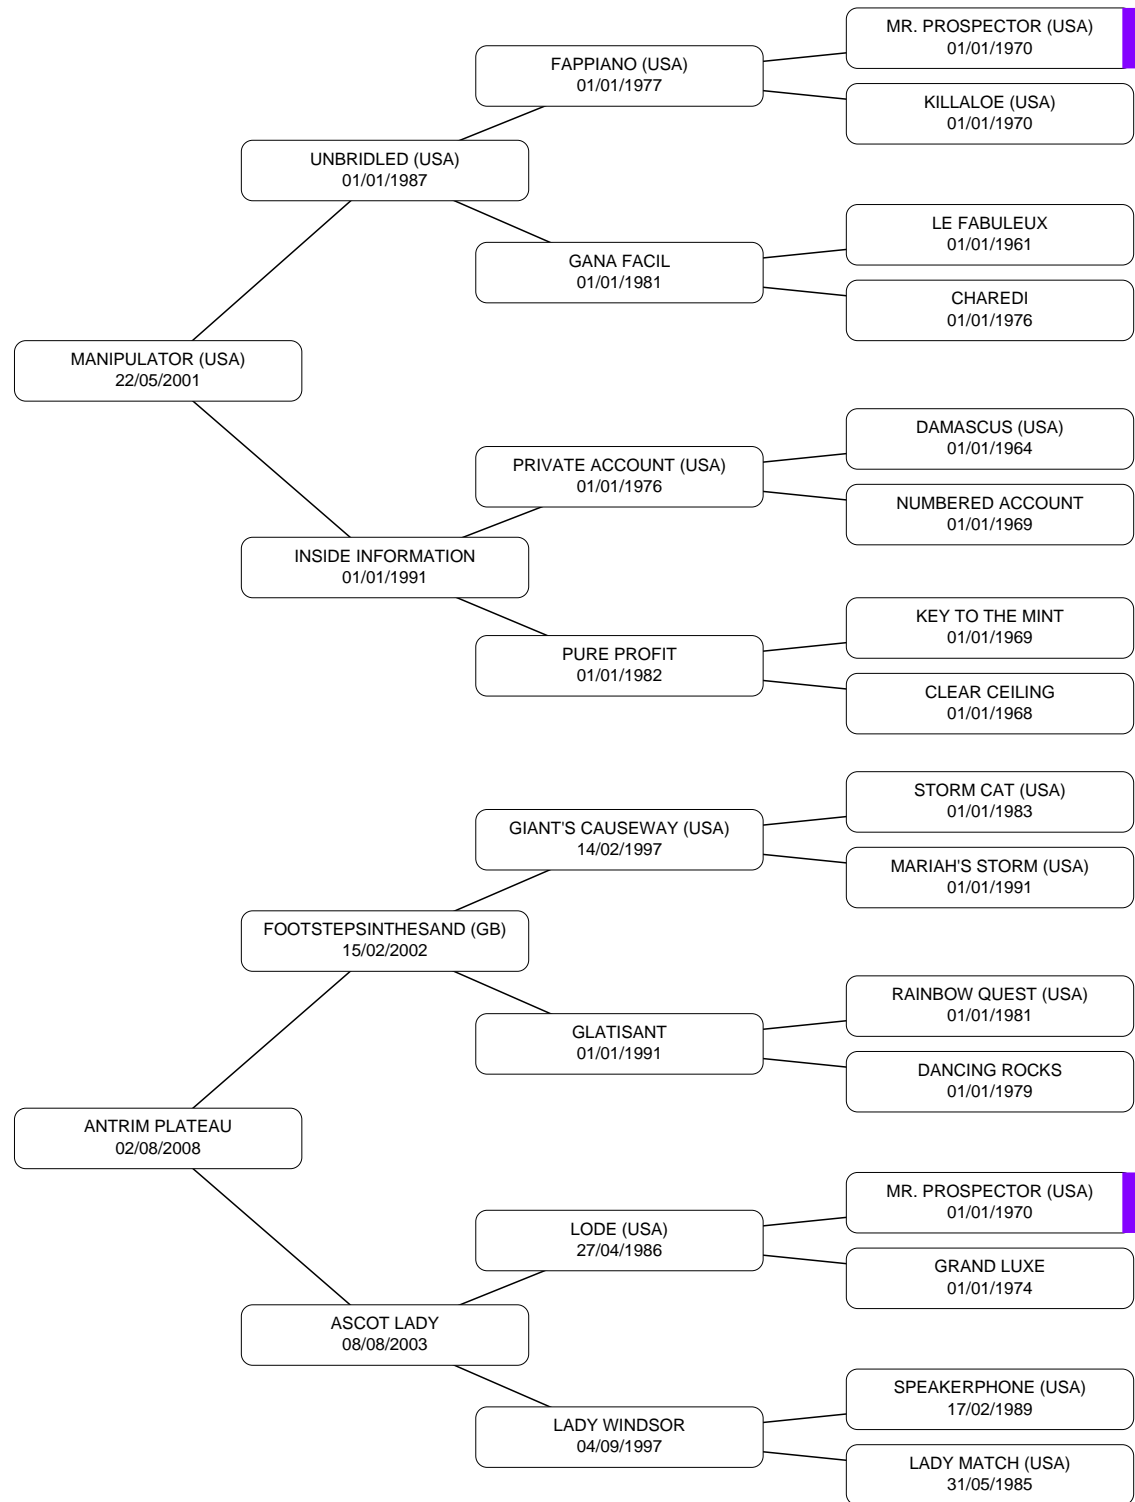 MR. PROSPECTOR (USA)
01/01/1970
FAPPIANO (USA)
01/01/1977
KILLALOE (USA)
01/01/1970
UNBRIDLED (USA)
01/01/1987
LE FABULEUX
01/01/1961
GANA FACIL
01/01/1981
CHAREDI
01/01/1976
MANIPULATOR (USA)
22/05/2001
DAMASCUS (USA)
01/01/1964
PRIVATE ACCOUNT (USA)
01/01/1976
NUMBERED ACCOUNT
01/01/1969
INSIDE INFORMATION
01/01/1991
KEY TO THE MINT
01/01/1969
PURE PROFIT
01/01/1982
CLEAR CEILING
01/01/1968
STORM CAT (USA)
01/01/1983
GIANT'S CAUSEWAY (USA)
14/02/1997
MARIAH'S STORM (USA)
01/01/1991
FOOTSTEPSINTHESAND (GB)
15/02/2002
RAINBOW QUEST (USA)
01/01/1981
GLATISANT
01/01/1991
DANCING ROCKS
01/01/1979
ANTRIM PLATEAU
02/08/2008
MR. PROSPECTOR (USA)
01/01/1970
LODE (USA)
27/04/1986
GRAND LUXE
01/01/1974
ASCOT LADY
08/08/2003
SPEAKERPHONE (USA)
17/02/1989
LADY WINDSOR
04/09/1997
LADY MATCH (USA)
31/05/1985